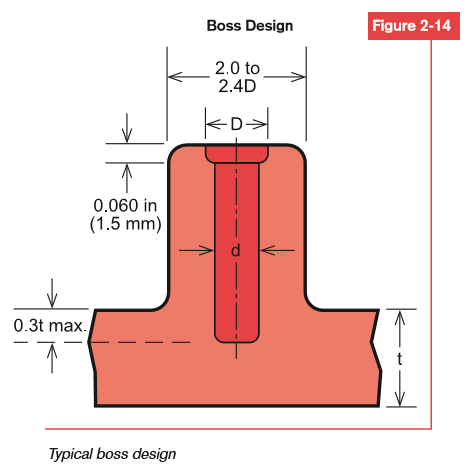 Boss Design
Figure 2-14
2.0 to
2.4D
D
0.060 in
(1.5 mm)
d
0.3t max.
t
Typical boss design